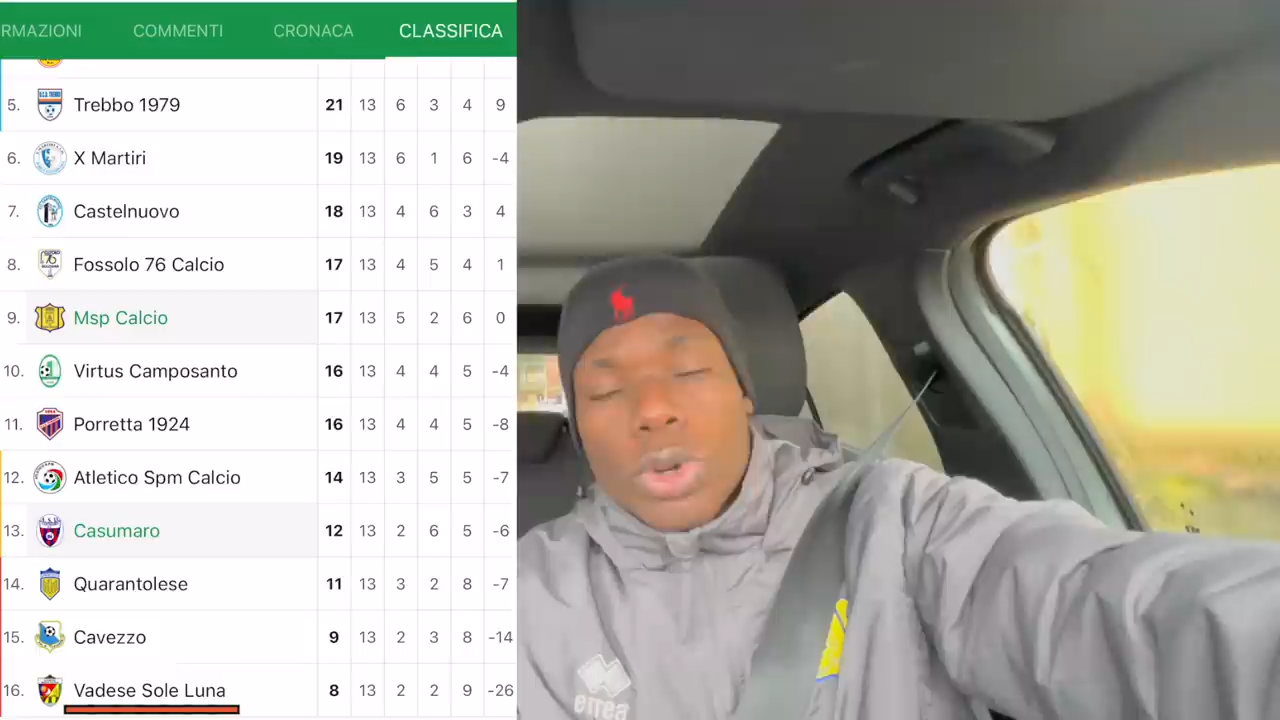 RMAZIONI COMMENTI CRONACA CLASSIFICA
5. Trebbo 1979 21 13 6 3 4 9
6. X Martiri 19 13 6 1 6 -4
7. Castelnuovo 18 13 4 6 3 4
8. Fossolo 76 Calcio 17 13 4 5 4 1
9. Msp Calcio 17 13 5 2 6 0
10. Virtus Camposanto 16 13 4 4 5 -4
11. Porretta 1924 16 13 4 4 5 -8
12. Atletico Spm Calcio 14 13 3 5 5 -7
13. Casumaro 12 13 2 6 5 -6
14. Quarantolese 11 13 3 2 8 -7
15. Cavezzo 9 13 2 3 8 -14
16. Vadese Sole Luna 8 13 2 2 9 -26
errea